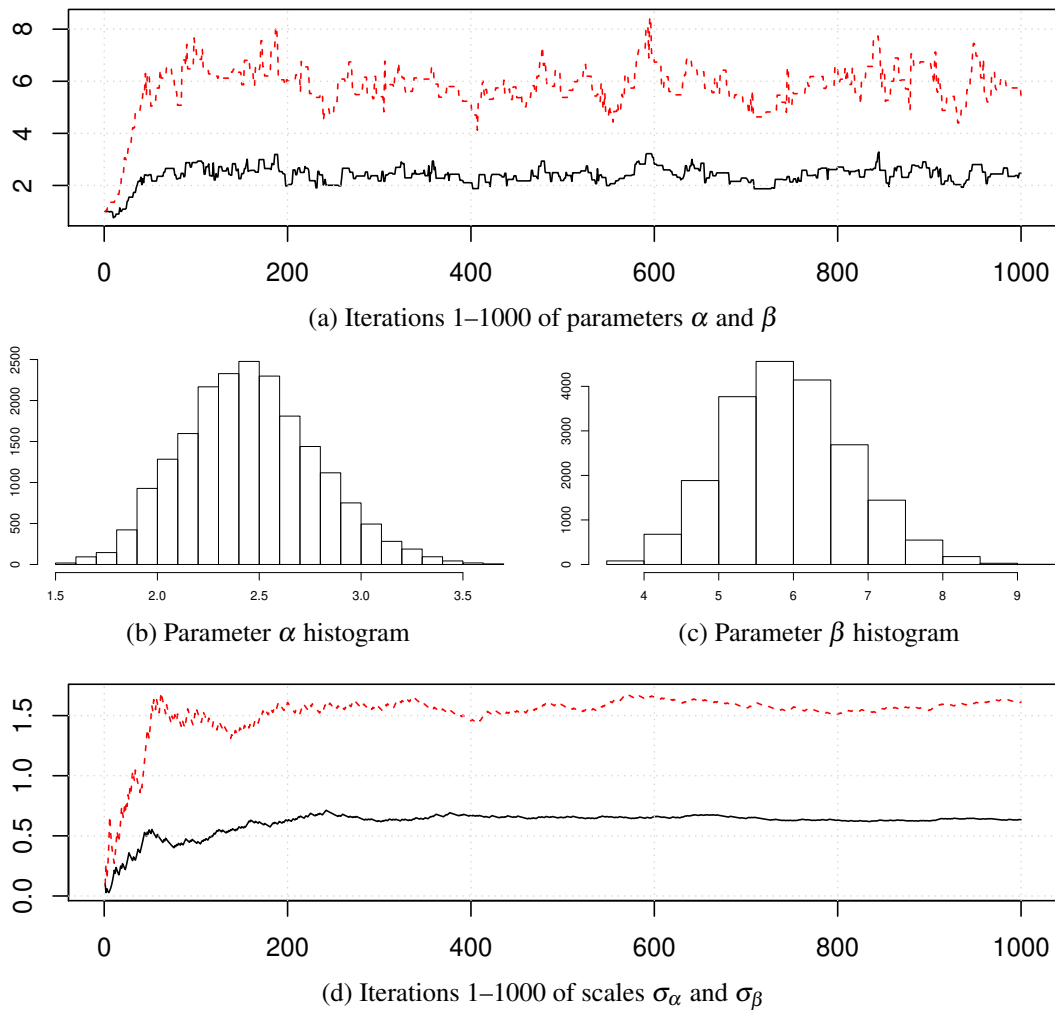 8
6
4
2
0 200 400 600 800 1000
(a) Iterations 1–1000 of parameters α and β
2500
2000
1500
1000
500
0
1.5 2.0 2.5 3.0 3.5
(b) Parameter α histogram
4000
3000
2000
1000
0
4 5 6 7 8 9
(c) Parameter β histogram
1.5
1.0
0.5
0.0
0 200 400 600 800 1000
(d) Iterations 1–1000 of scales σα and σβ